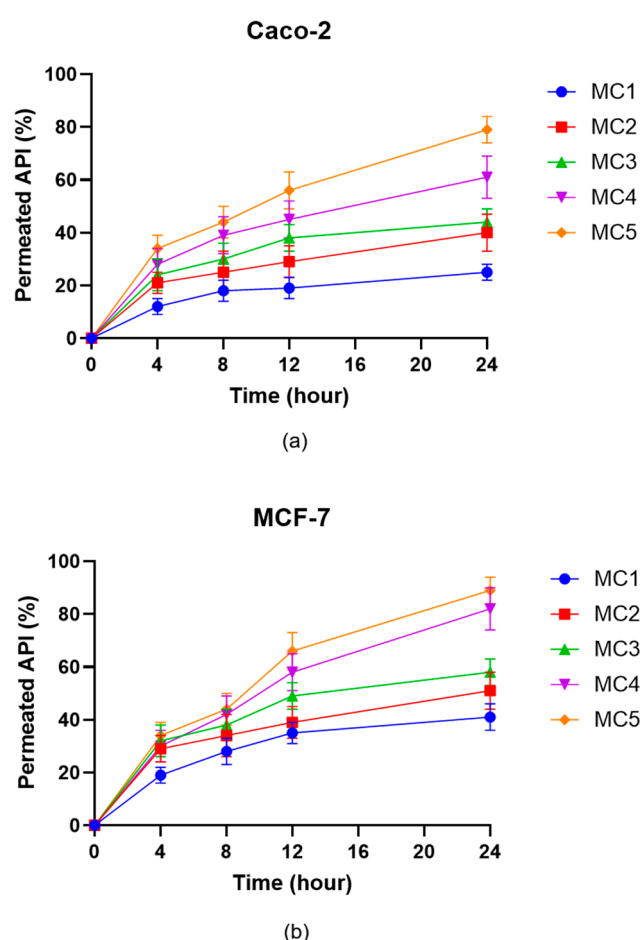 Caco-2
100
80
60
40
20
0
Permeated API (%)
0 4 8 12 16 20 24
Time (hour)
MC1
MC2
MC3
MC4
MC5
(a)
MCF-7
100
80
60
40
20
0
Permeated API (%)
0 4 8 12 16 20 24
Time (hour)
MC1
MC2
MC3
MC4
MC5
(b)